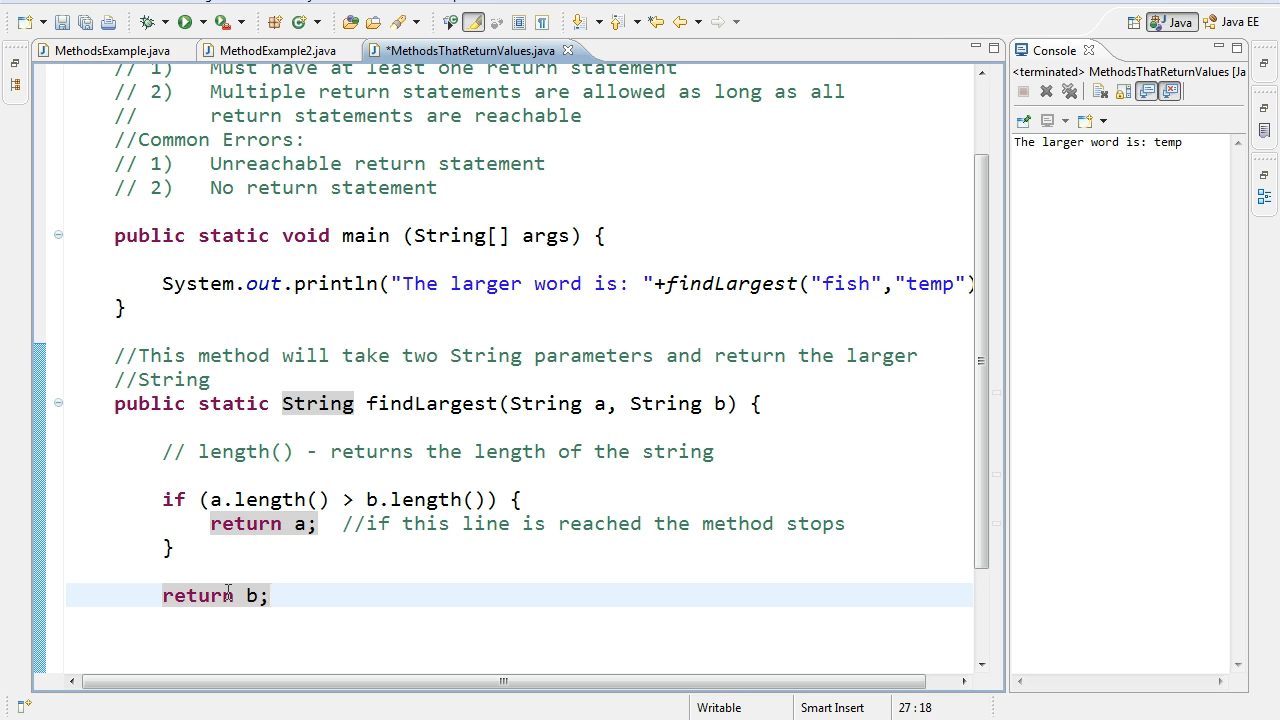 Java
Java EE
MethodsExample.java
MethodExample2.java
*MethodsThatReturnValues.java
Console
// 1)   Must have at least one return statement
// 2)   Multiple return statements are allowed as long as all
//      return statements are reachable
//Common Errors:
// 1)   Unreachable return statement
// 2)   No return statement
public static void main (String[] args) {
System.out.println("The larger word is: "+findLargest("fish","temp")
}
//This method will take two String parameters and return the larger
//String
public static String findLargest(String a, String b) {
// length() - returns the length of the string
if (a.length() > b.length()) {
return a;  //if this line is reached the method stops
}
return b;
<terminated> MethodsThatReturnValues [Ja
The larger word is: temp
Writable
Smart Insert
27 : 18